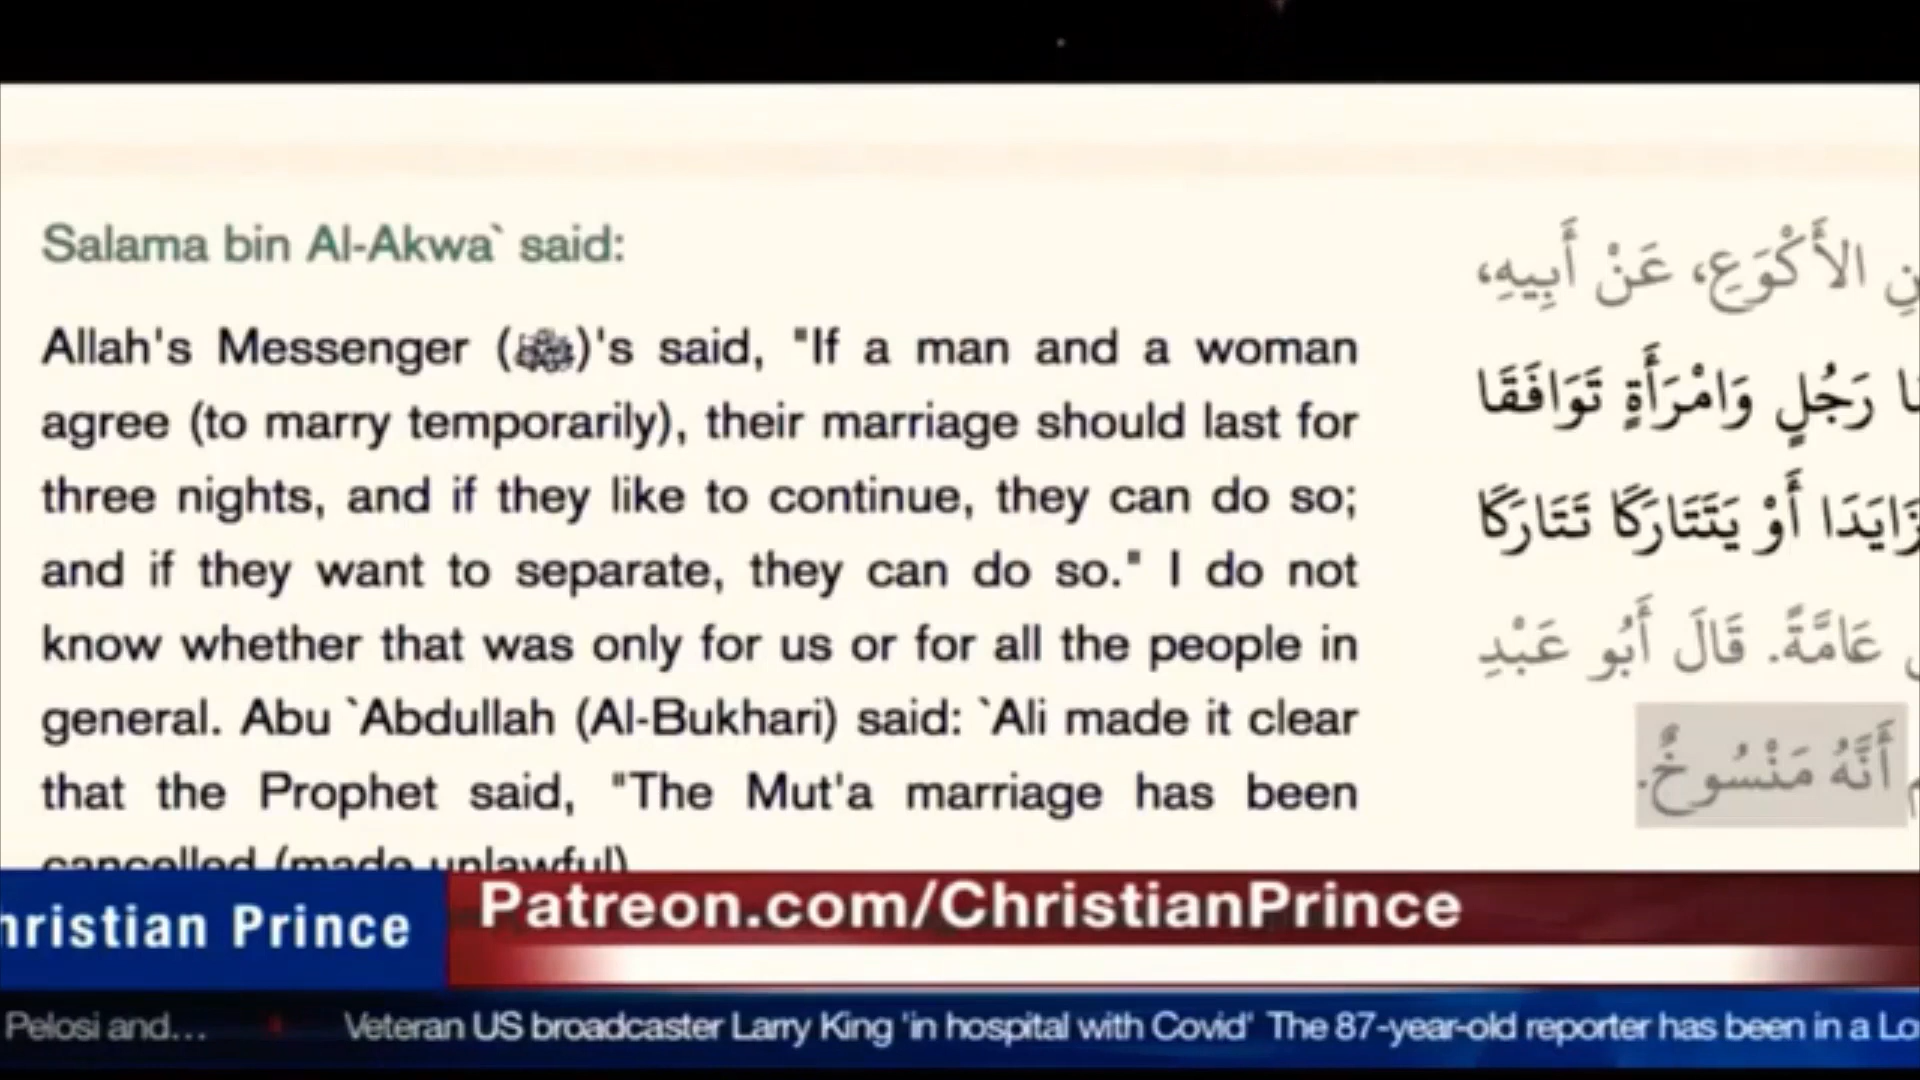 Salama bin Al-Akwa` said:
Allah's Messenger (ﷺ)'s said, "If a man and a woman
agree (to marry temporarily), their marriage should last for
three nights, and if they like to continue, they can do so;
and if they want to separate, they can do so." I do not
know whether that was only for us or for all the people in
general. Abu `Abdullah (Al-Bukhari) said: `Ali made it clear
that the Prophet said, "The Mut'a marriage has been
cancelled (made unlawful)
نِ الأَكْوَعِ، عَنْ أَبِيهِ،
رَجُلٍ وَامْرَأَةٍ تَوَافَقَا
أَوْ يَتَتَارَكَا تَتَارَكَا
عَامَّةً. قَالَ أَبُو عَبْدِ
أَنَّهُ مَنْسُوخٌ.
hristian Prince
Patreon.com/ChristianPrince
Pelosi and... Veteran US broadcaster Larry King 'in hospital with Covid' The 87-year-old reporter has been in a Lo